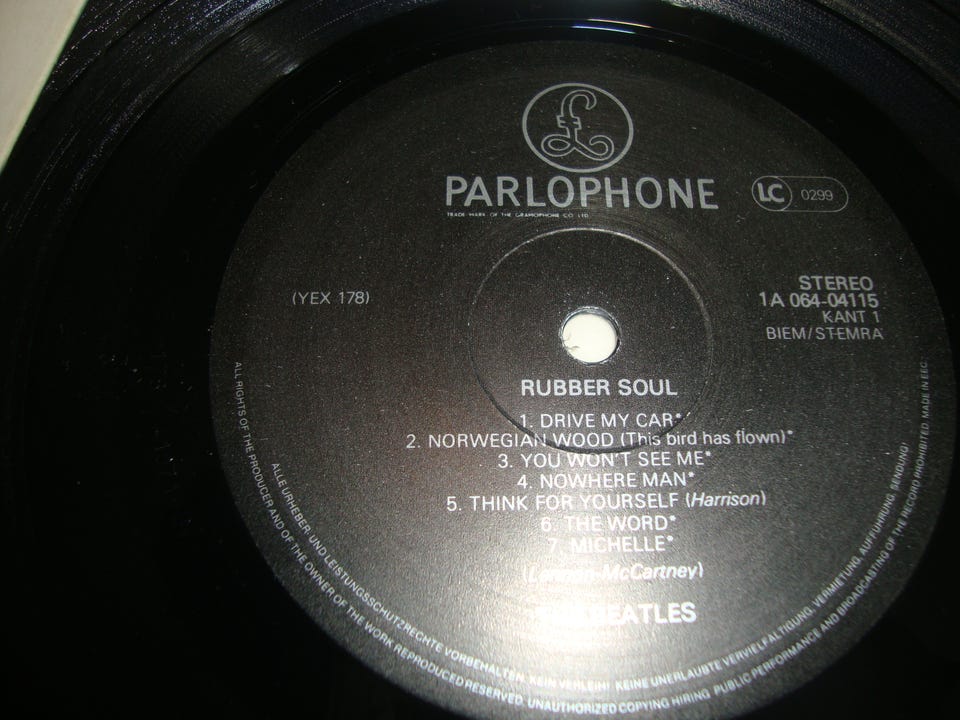 £
PARLOPHONE
TRADE MARK OF THE GRAMOPHONE CO. LTD.
LC 0299
(YEX 178)
STEREO
1A 064-04115
KANT 1
BIEM/STEMRA
RUBBER SOUL
1. DRIVE MY CAR*
2. NORWEGIAN WOOD (This bird has flown)*
3. YOU WON'T SEE ME*
4. NOWHERE MAN*
5. THINK FOR YOURSELF (Harrison)
6. THE WORD*
7. MICHELLE*
(Lennon-McCartney)
BEATLES
ALLE URHEBER- UND LEISTUNGSSCHUTZRECHTE VORBEHALTEN. KEIN VERLEIH! KEINE UNERLAUBTE VERVIELFÄLTIGUNG, VERMIETUNG, AUFFÜHRUNG, SENDUNG!
ALL RIGHTS OF THE PRODUCER AND OF THE OWNER OF THE WORK REPRODUCED RESERVED. UNAUTHORIZED COPYING HIRING PUBLIC PERFORMANCE AND BROADCASTING OF THE RECORD PROHIBITED. MADE IN EEC.